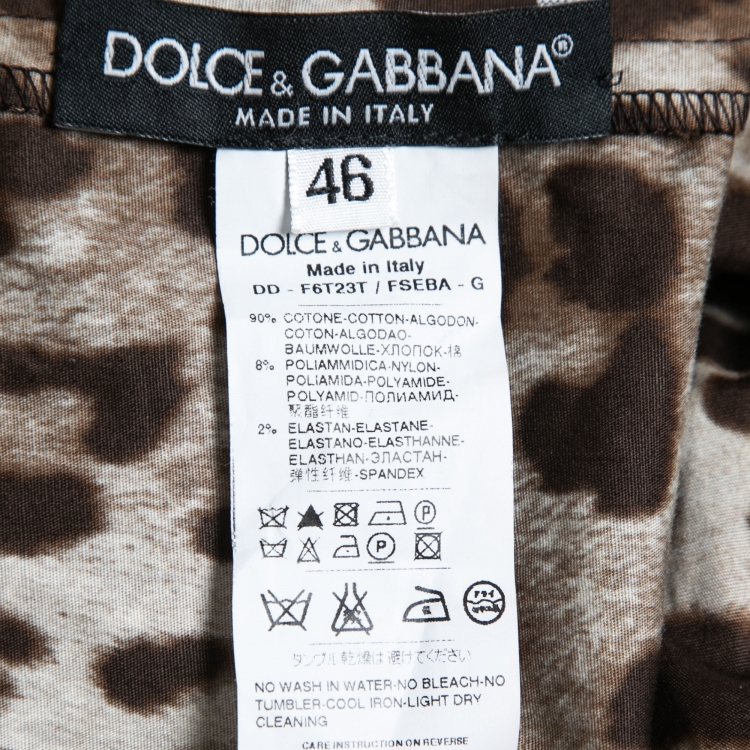 DOLCE & GABBANA®
MADE IN ITALY
46
DOLCE & GABBANA
Made in Italy
DD - F6T23T / FSEBA - G
90% COTONE-COTTON-ALGODON-
COTON-ALGODAO-
BAUMWOLLE-ХЛОПОК-棉
8% POLIAMMIDICA-NYLON-
POLIAMIDA-POLYAMIDE-
POLYAMID-ПОЛИАМИД-
聚酯纤维
2% ELASTAN-ELASTANE-
ELASTANO-ELASTHANNE-
ELASTHAN-ЭЛАСТАН-
弹性纤维-SPANDEX
P
P
ドライ
タンブル乾燥は避けてください
NO WASH IN WATER-NO BLEACH-NO
TUMBLER-COOL IRON-LIGHT DRY
CLEANING
CARE INSTRUCTION ON REVERSE